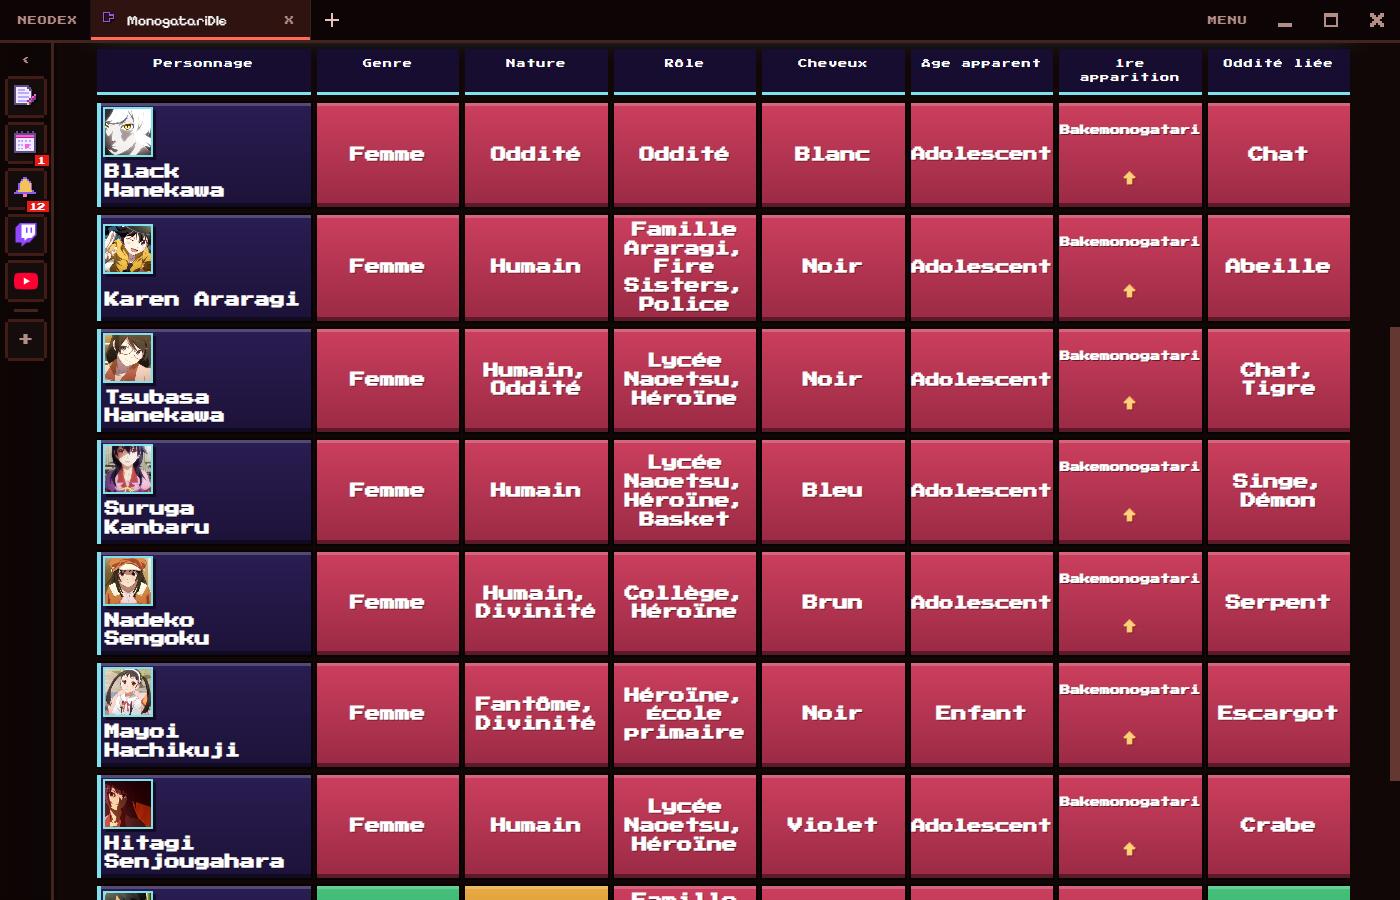 NEODEX
MonogatariDle
MENU
1
12
Personnage Genre Nature Rôle Cheveux Âge apparent 1re Oddité liée
apparition
Black
Hanekawa
Femme
Oddité
Oddité
Blanc
Adolescent
Bakemonogatari
Chat
Karen Araragi
Femme
Humain
Famille
Araragi,
Fire
Sisters,
Police
Noir
Adolescent
Bakemonogatari
Abeille
Tsubasa
Hanekawa
Femme
Humain,
Oddité
Lycée
Naoetsu,
Héroïne
Noir
Adolescent
Bakemonogatari
Chat,
Tigre
Suruga
Kanbaru
Femme
Humain
Lycée
Naoetsu,
Héroïne,
Basket
Bleu
Adolescent
Bakemonogatari
Singe,
Démon
Nadeko
Sengoku
Femme
Humain,
Divinité
Collège,
Héroïne
Brun
Adolescent
Bakemonogatari
Serpent
Mayoi
Hachikuji
Femme
Fantôme,
Divinité
Héroïne,
École
primaire
Noir
Enfant
Bakemonogatari
Escargot
Hitagi
Senjougahara
Femme
Humain
Lycée
Naoetsu,
Héroïne
Violet
Adolescent
Bakemonogatari
Crabe
Famille